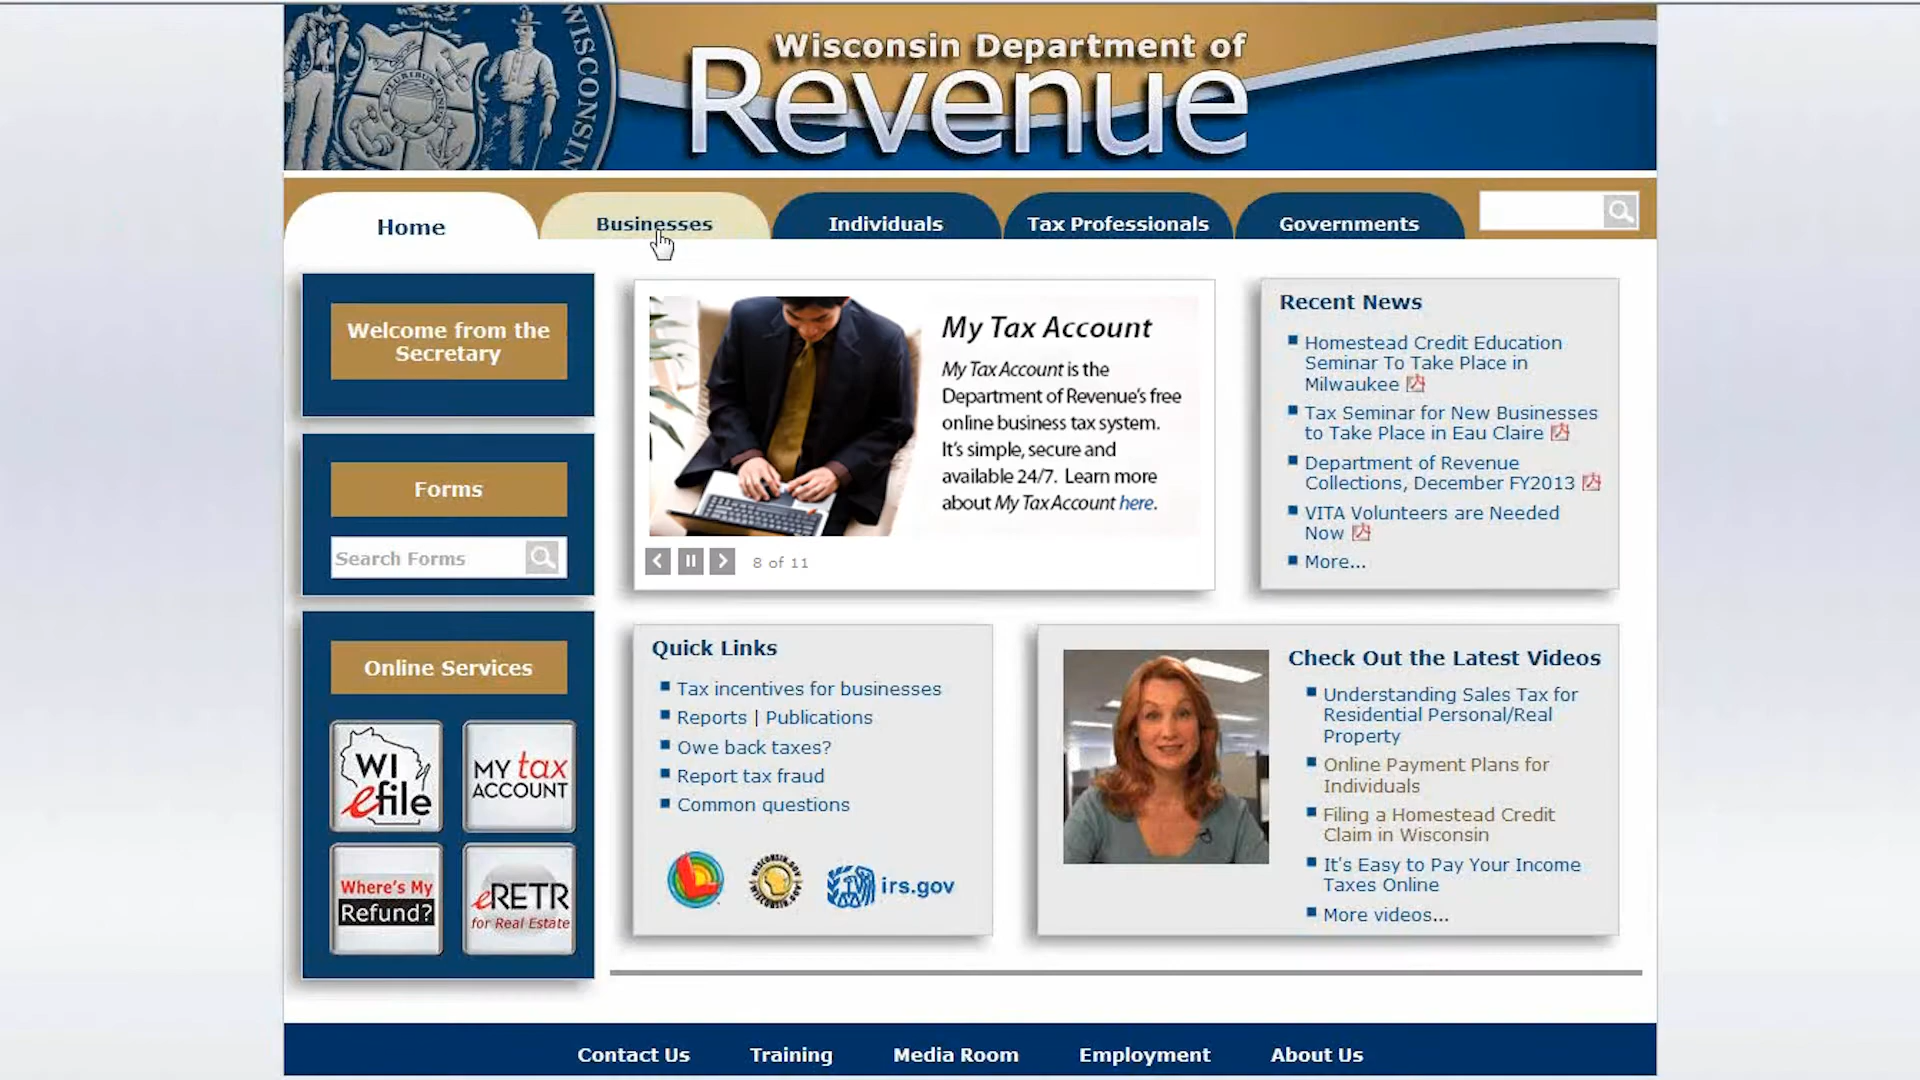 WISCONSIN
Wisconsin Department of
Revenue
Home
Businesses
Individuals
Tax Professionals
Governments
Welcome from the
Secretary
Forms
Search Forms
Online Services
WI
efile
MY tax
ACCOUNT
Where's My
Refund?
eRETR
for Real Estate
My Tax Account
My Tax Account is the
Department of Revenue's free
online business tax system.
It's simple, secure and
available 24/7. Learn more
about My Tax Account here.
8 of 11
Recent News
Homestead Credit Education
Seminar To Take Place in
Milwaukee
Tax Seminar for New Businesses
to Take Place in Eau Claire
Department of Revenue
Collections, December FY2013
VITA Volunteers are Needed
Now
More...
Quick Links
Tax incentives for businesses
Reports | Publications
Owe back taxes?
Report tax fraud
Common questions
WISCONSIN.GOV
irs.gov
Check Out the Latest Videos
Understanding Sales Tax for
Residential Personal/Real
Property
Online Payment Plans for
Individuals
Filing a Homestead Credit
Claim in Wisconsin
It's Easy to Pay Your Income
Taxes Online
More videos...
Contact Us
Training
Media Room
Employment
About Us